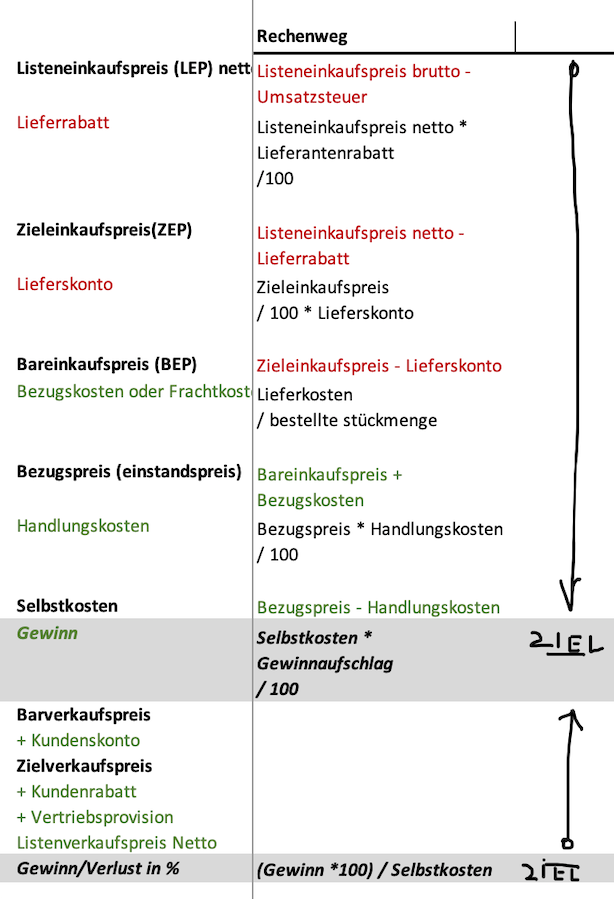 Rechenweg
Listeneinkaufspreis (LEP) nett Listeneinkaufspreis brutto -
Umsatzsteuer
Lieferrabatt Listeneinkaufspreis netto *
Lieferantenrabatt
/100
Zieleinkaufspreis(ZEP) Listeneinkaufspreis netto -
Lieferrabatt
Lieferskonto Zieleinkaufspreis
/ 100 * Lieferskonto
Bareinkaufspreis (BEP) Zieleinkaufspreis - Lieferskonto
Bezugskosten oder Frachtkost Lieferkosten
/ bestellte stückmenge
Bezugspreis (einstandspreis) Bareinkaufspreis +
Bezugskosten
Handlungskosten Bezugspreis * Handlungskosten
/ 100
Selbstkosten Bezugspreis - Handlungskosten
Gewinn Selbstkosten * ZIEL
Gewinnaufschlag
/ 100
Barverkaufspreis
+ Kundenskonto
Zielverkaufspreis
+ Kundenrabatt
+ Vertriebsprovision
Listenverkaufspreis Netto
Gewinn/Verlust in % (Gewinn *100) / Selbstkosten ZiEL